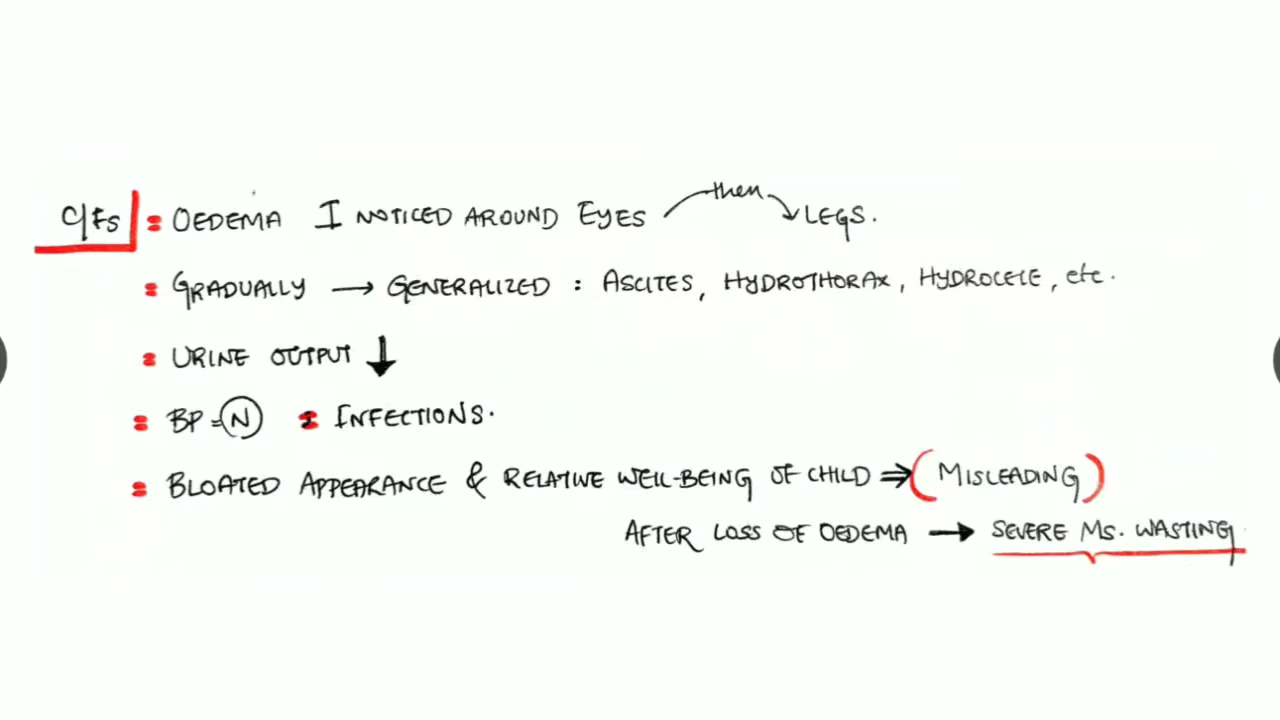 C/Fs : OEDEMA I NOTICED AROUND EYES then LEGS.
: GRADUALLY → GENERALIZED : ASCITES, HYDROTHORAX, HYDROCELE, etc.
: URINE OUTPUT ↓
: BP = N : INFECTIONS.
: BLOATED APPEARANCE & RELATIVE WELL-BEING OF CHILD ⇒ (MISLEADING)
AFTER LOSS OF OEDEMA → SEVERE Ms. WASTING